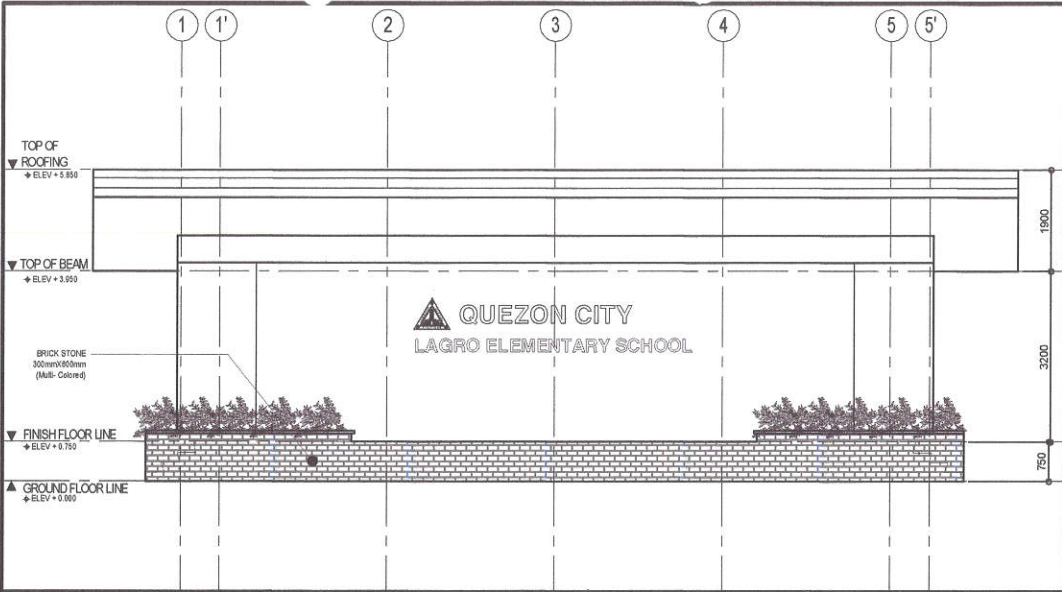 1 1' 2 3 4 5 5'
TOP OF
ROOFING
ELEV + 5.850
1900
TOP OF BEAM
ELEV + 3.950
QUEZON CITY
LAGRO ELEMENTARY SCHOOL
3200
BRICK STONE
300mmX600mm
(Multi- Colored)
FINISH FLOOR LINE
ELEV + 0.750
750
GROUND FLOOR LINE
ELEV + 0.000